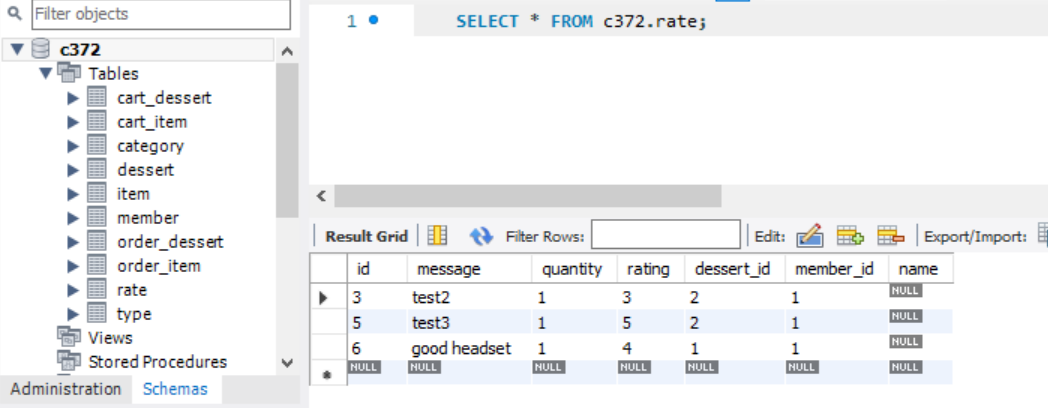 Filter objects
c372
Tables
cart_dessert
cart_item
category
dessert
item
member
order_dessert
order_item
rate
type
Views
Stored Procedures
Administration Schemas
1 SELECT * FROM c372.rate;
Result Grid Filter Rows: Edit: Export/Import:
id message quantity rating dessert_id member_id name
3 test2 1 3 2 1 NULL
5 test3 1 5 2 1 NULL
6 good headset 1 4 1 1 NULL
NULL NULL NULL NULL NULL NULL NULL